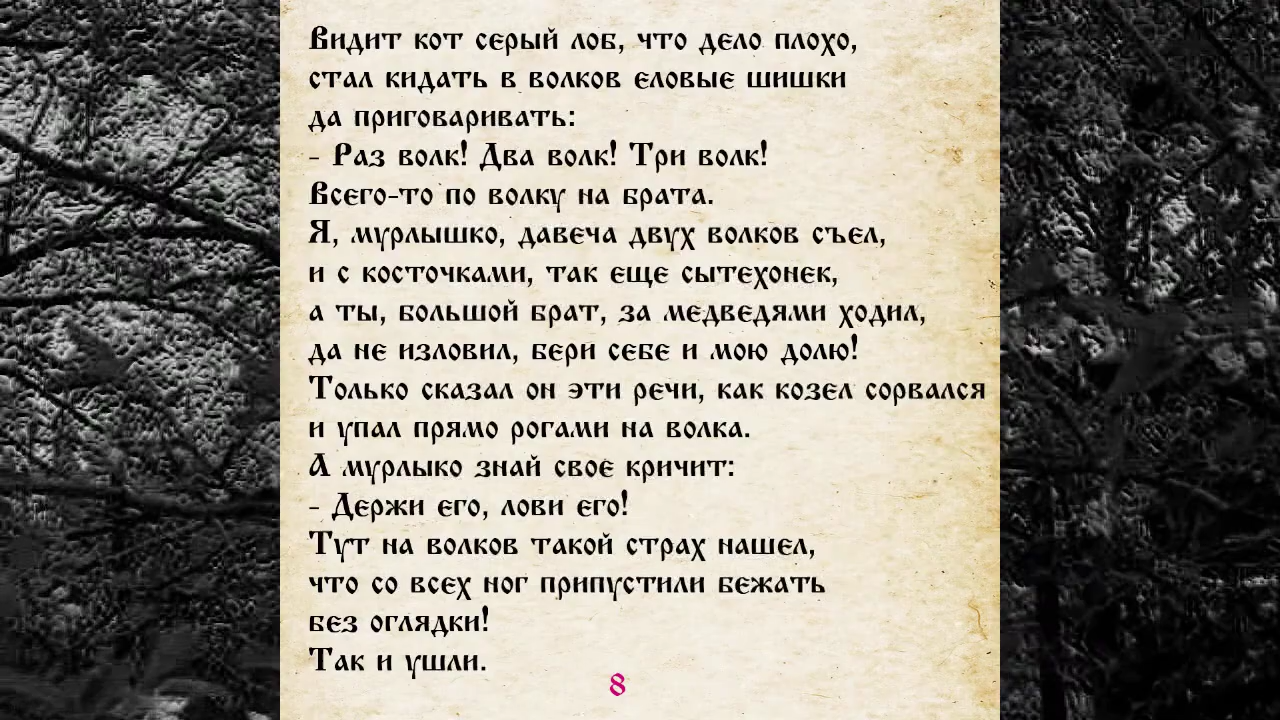 Видит кот серый лоб, что дело плохо,
стал кидать в волков еловые шишки
да приговаривать:
- Раз волк! Два волк! Три волк!
Всего-то по волку на брата.
Я, мурлышко, давеча двух волков съел,
и с косточками, так еще сытехонек,
а ты, большой брат, за медведями ходил,
да не изловил, бери себе и мою долю!
Только сказал он эти речи, как козел сорвался
и упал прямо рогами на волка.
А мурлыко знай свое кричит:
- Держи его, лови его!
Тут на волков такой страх нашел,
что со всех ног припустили бежать
без оглядки!
Так и ушли.
8